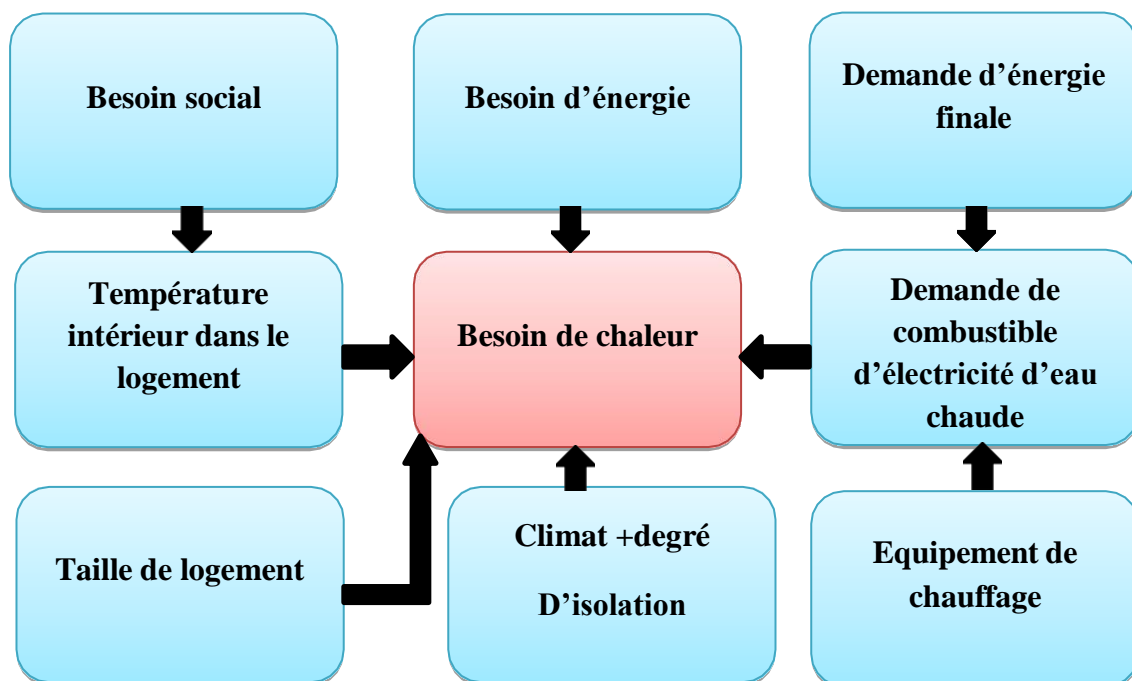 Besoin social
Besoin d’énergie
Demande d’énergie
finale
Température
intérieur dans le
logement
Besoin de chaleur
Demande de
combustible
d’électricité d’eau
chaude
Taille de logement
Climat +degré
D’isolation
Equipement de
chauffage